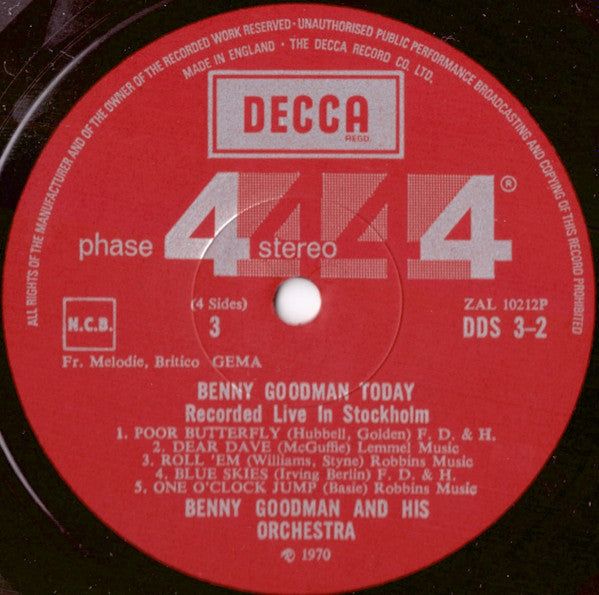 ALL RIGHTS OF THE MANUFACTURER AND OF THE OWNER OF THE RECORDED WORK RESERVED · UNAUTHORISED PUBLIC PERFORMANCE BROADCASTING AND COPYING OF THIS RECORD PROHIBITED
MADE IN ENGLAND · THE DECCA RECORD CO. LTD.
DECCA
REGD.
phase 4 stereo 4 4 4 ®
(4 Sides)
3
ZAL 10212P
DDS 3-2
N.C.B.
Fr. Melodie, Britico GEMA
BENNY GOODMAN TODAY
Recorded Live In Stockholm
1. POOR BUTTERFLY (Hubbell, Golden) F. D. & H.
2. DEAR DAVE (McGuffie) Lemmel Music
3. ROLL 'EM (Williams, Styne) Robbins Music
4. BLUE SKIES (Irving Berlin) F. D. & H.
5. ONE O'CLOCK JUMP (Basie) Robbins Music
BENNY GOODMAN AND HIS
ORCHESTRA
℗ 1970